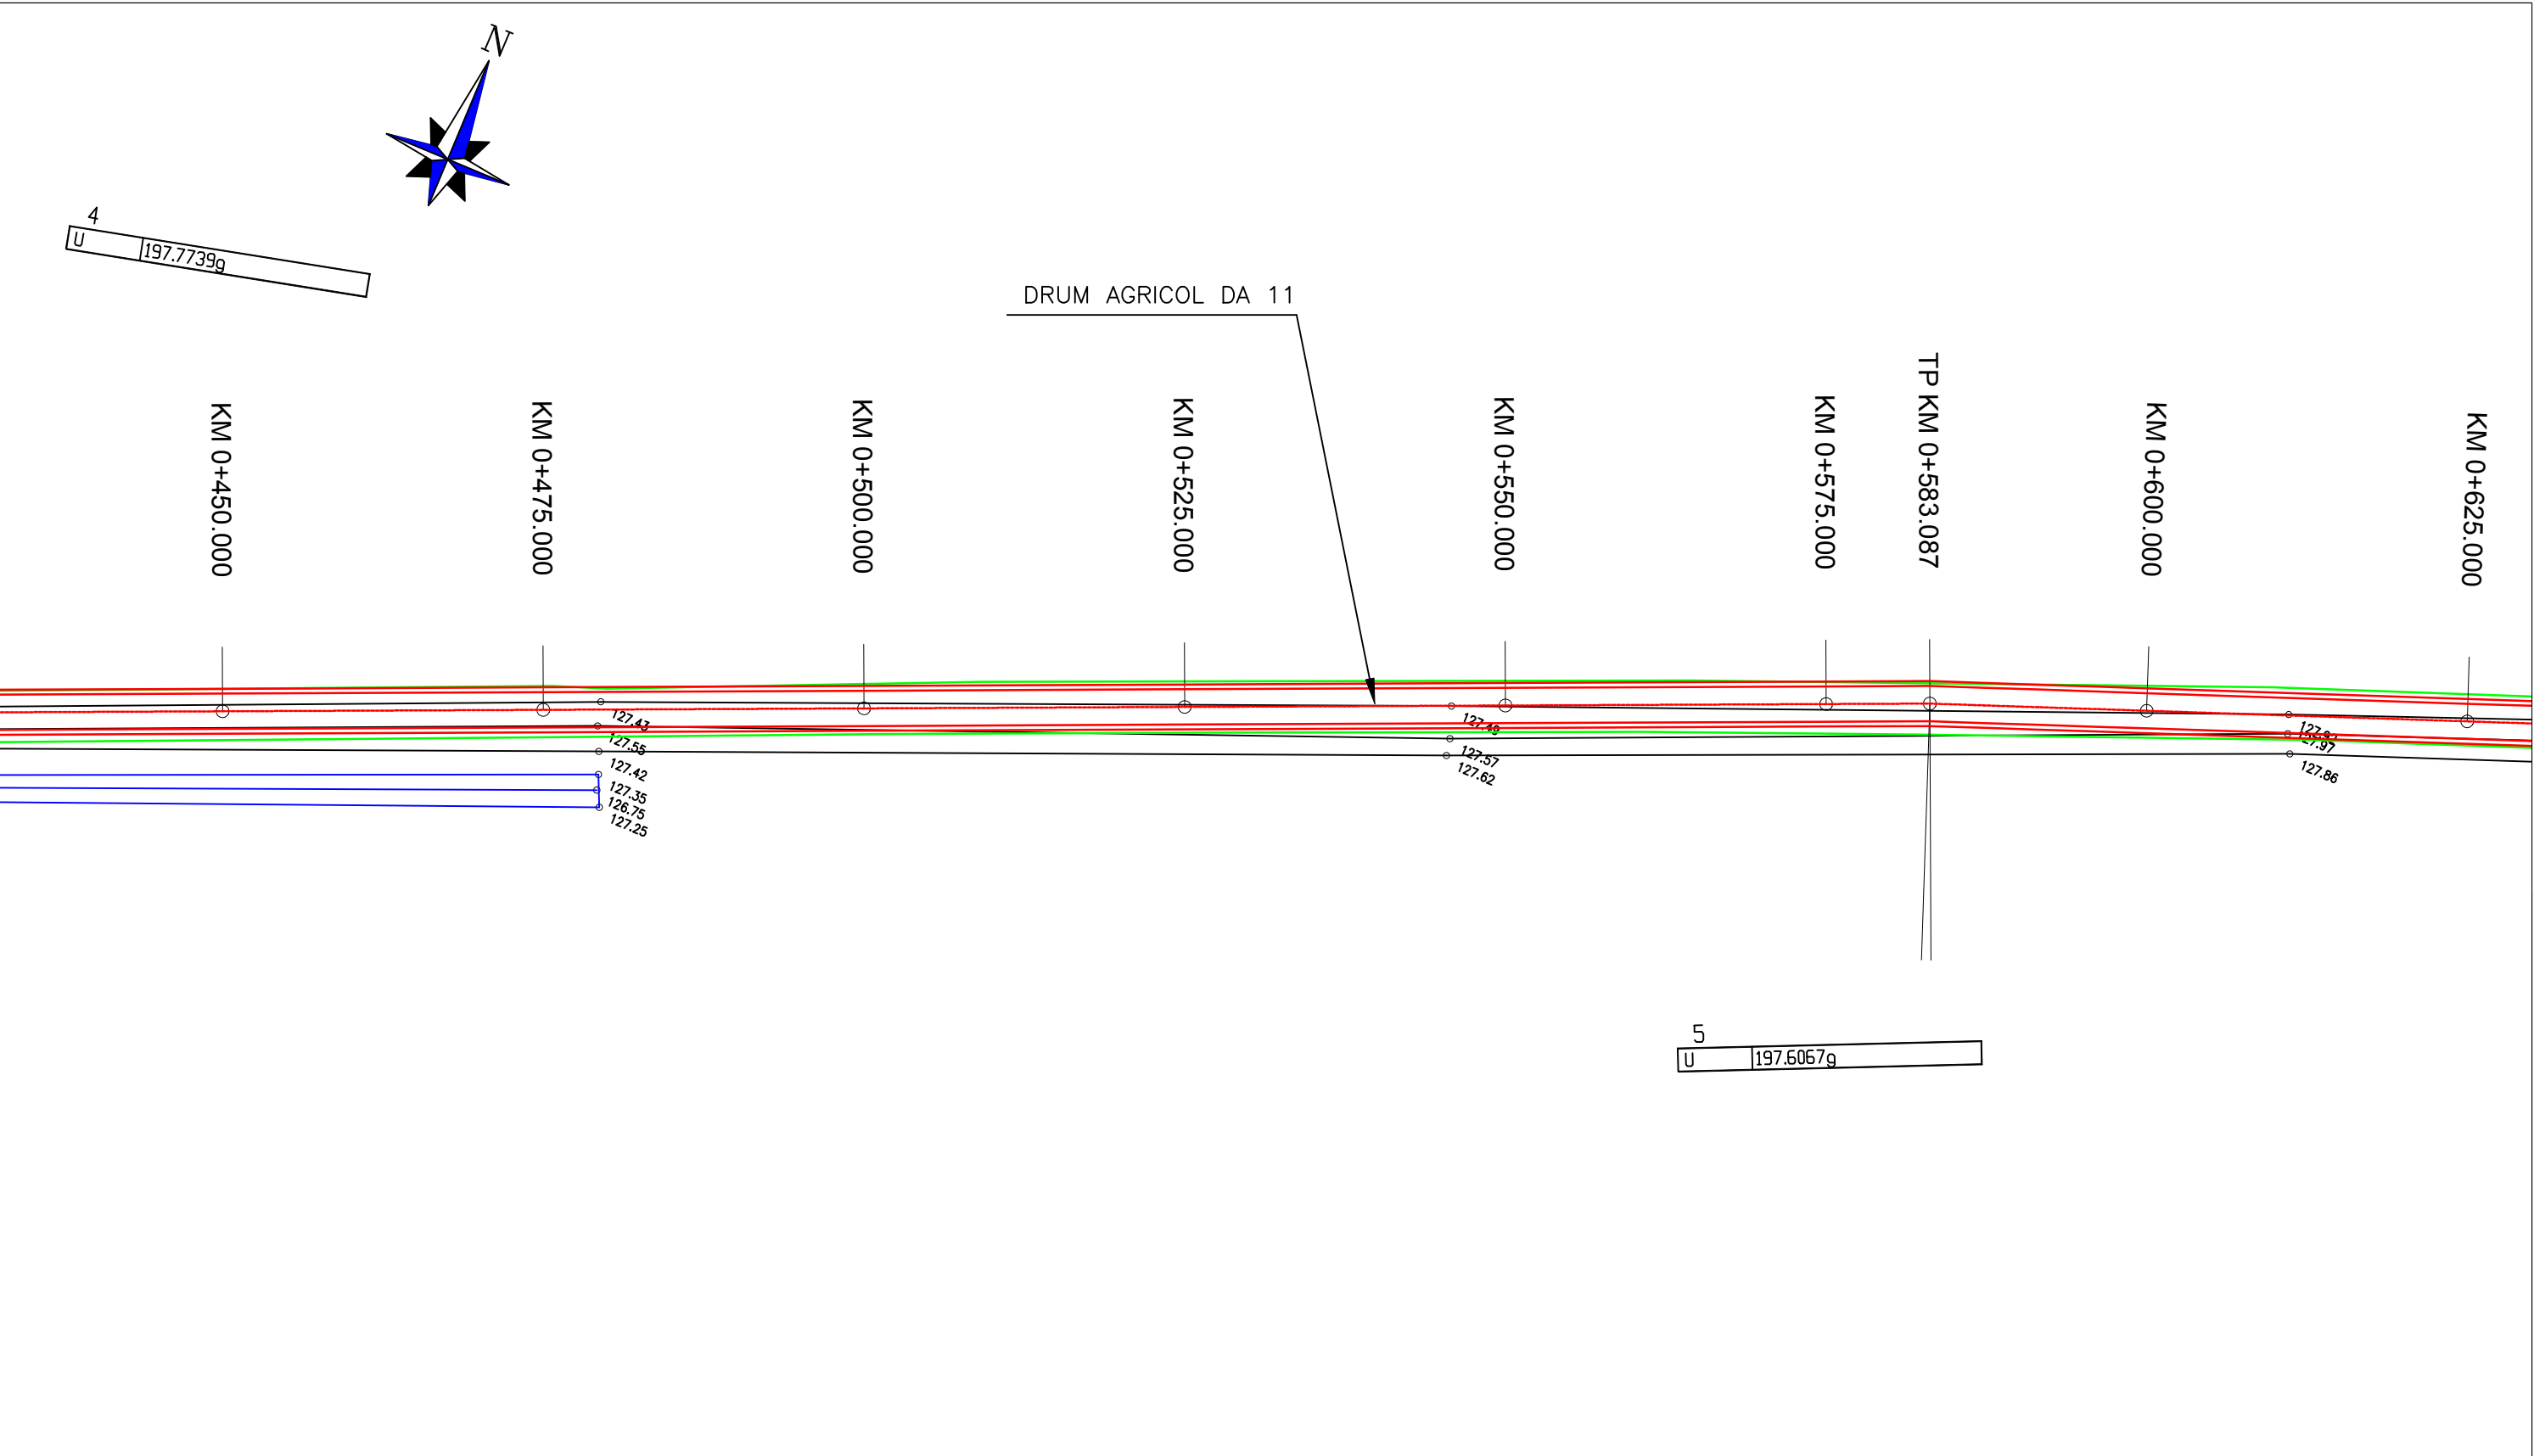 N
4
U 197.7739g
DRUM AGRICOL DA 11
KM 0+450.000
KM 0+475.000
KM 0+500.000
KM 0+525.000
KM 0+550.000
KM 0+575.000
TP KM 0+583.087
KM 0+600.000
KM 0+625.000
127.43
127.55
127.42
127.35
126.75
127.25
127.49
127.57
127.62
127.97
127.86
5
U 197.6067g